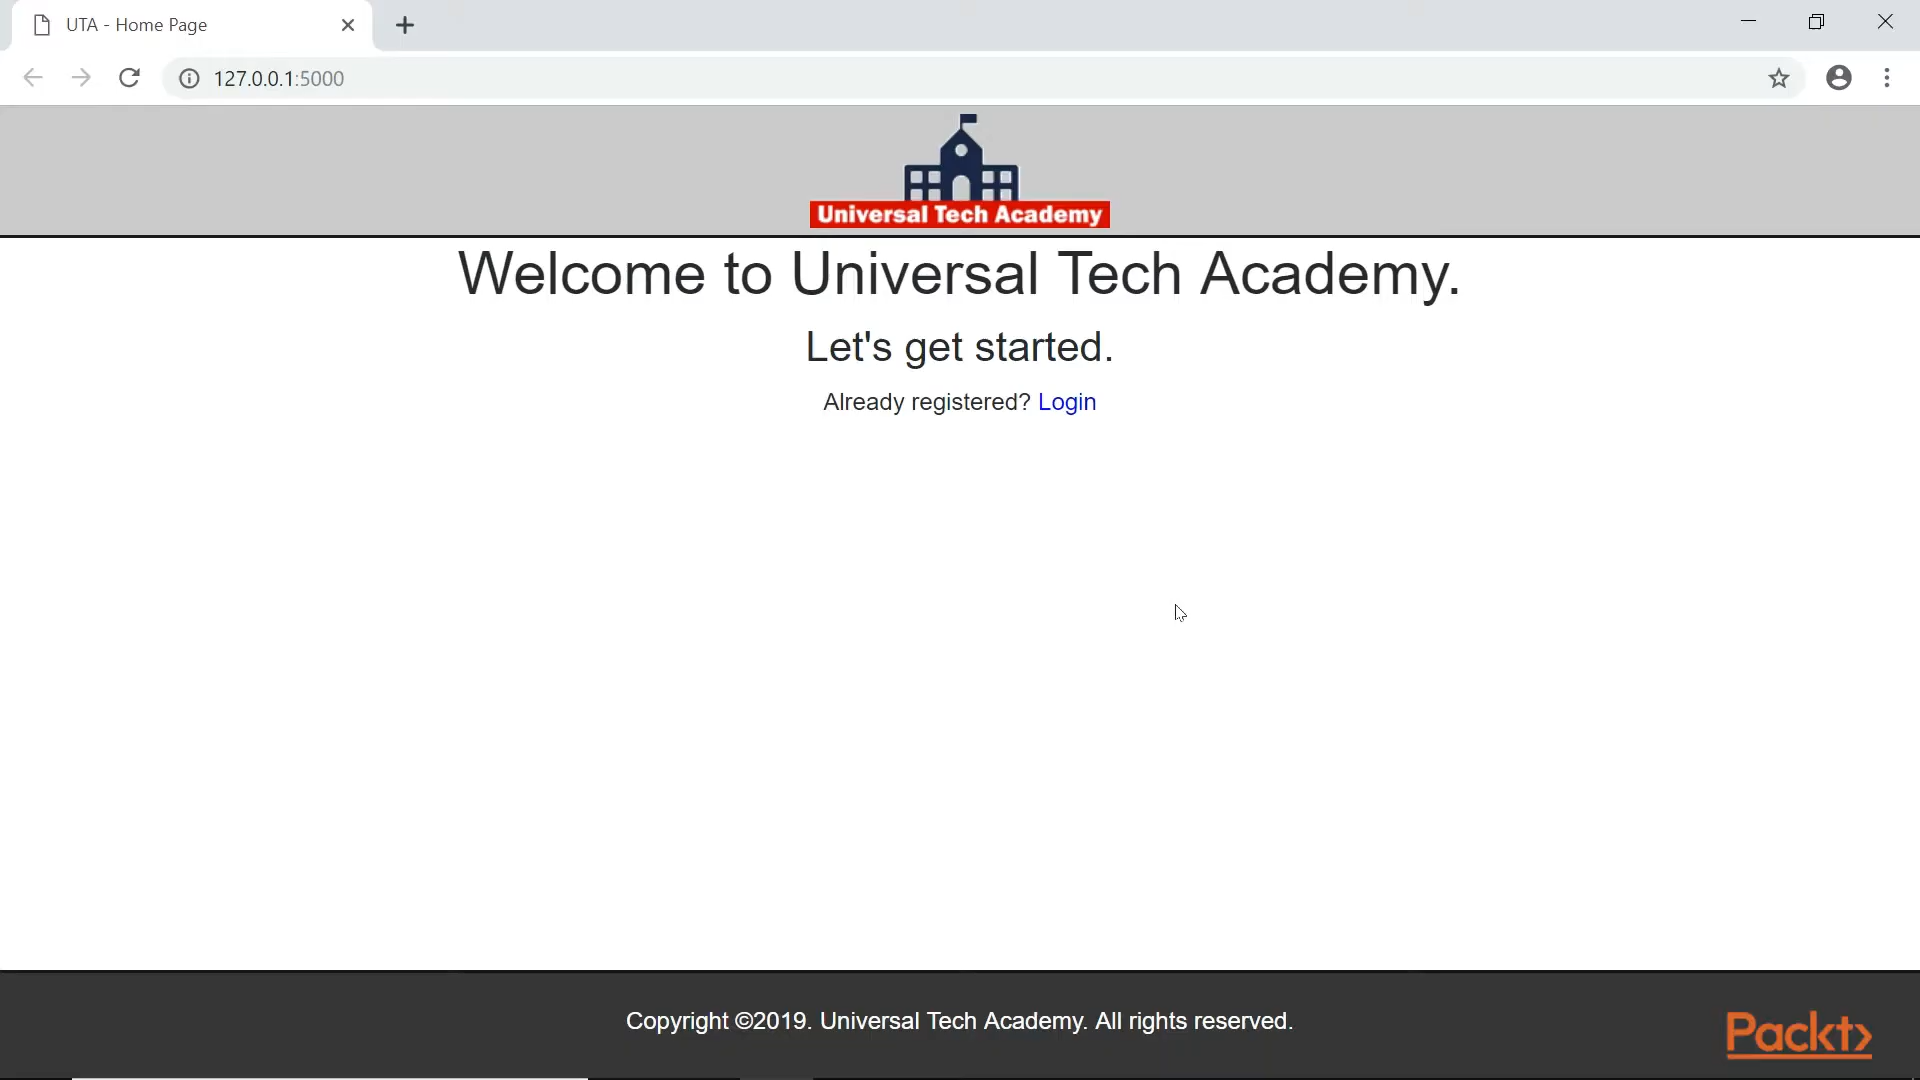 UTA - Home Page
127.0.0.1:5000
Universal Tech Academy
Welcome to Universal Tech Academy.
Let's get started.
Already registered? Login
Copyright ©2019. Universal Tech Academy. All rights reserved.
Packt>